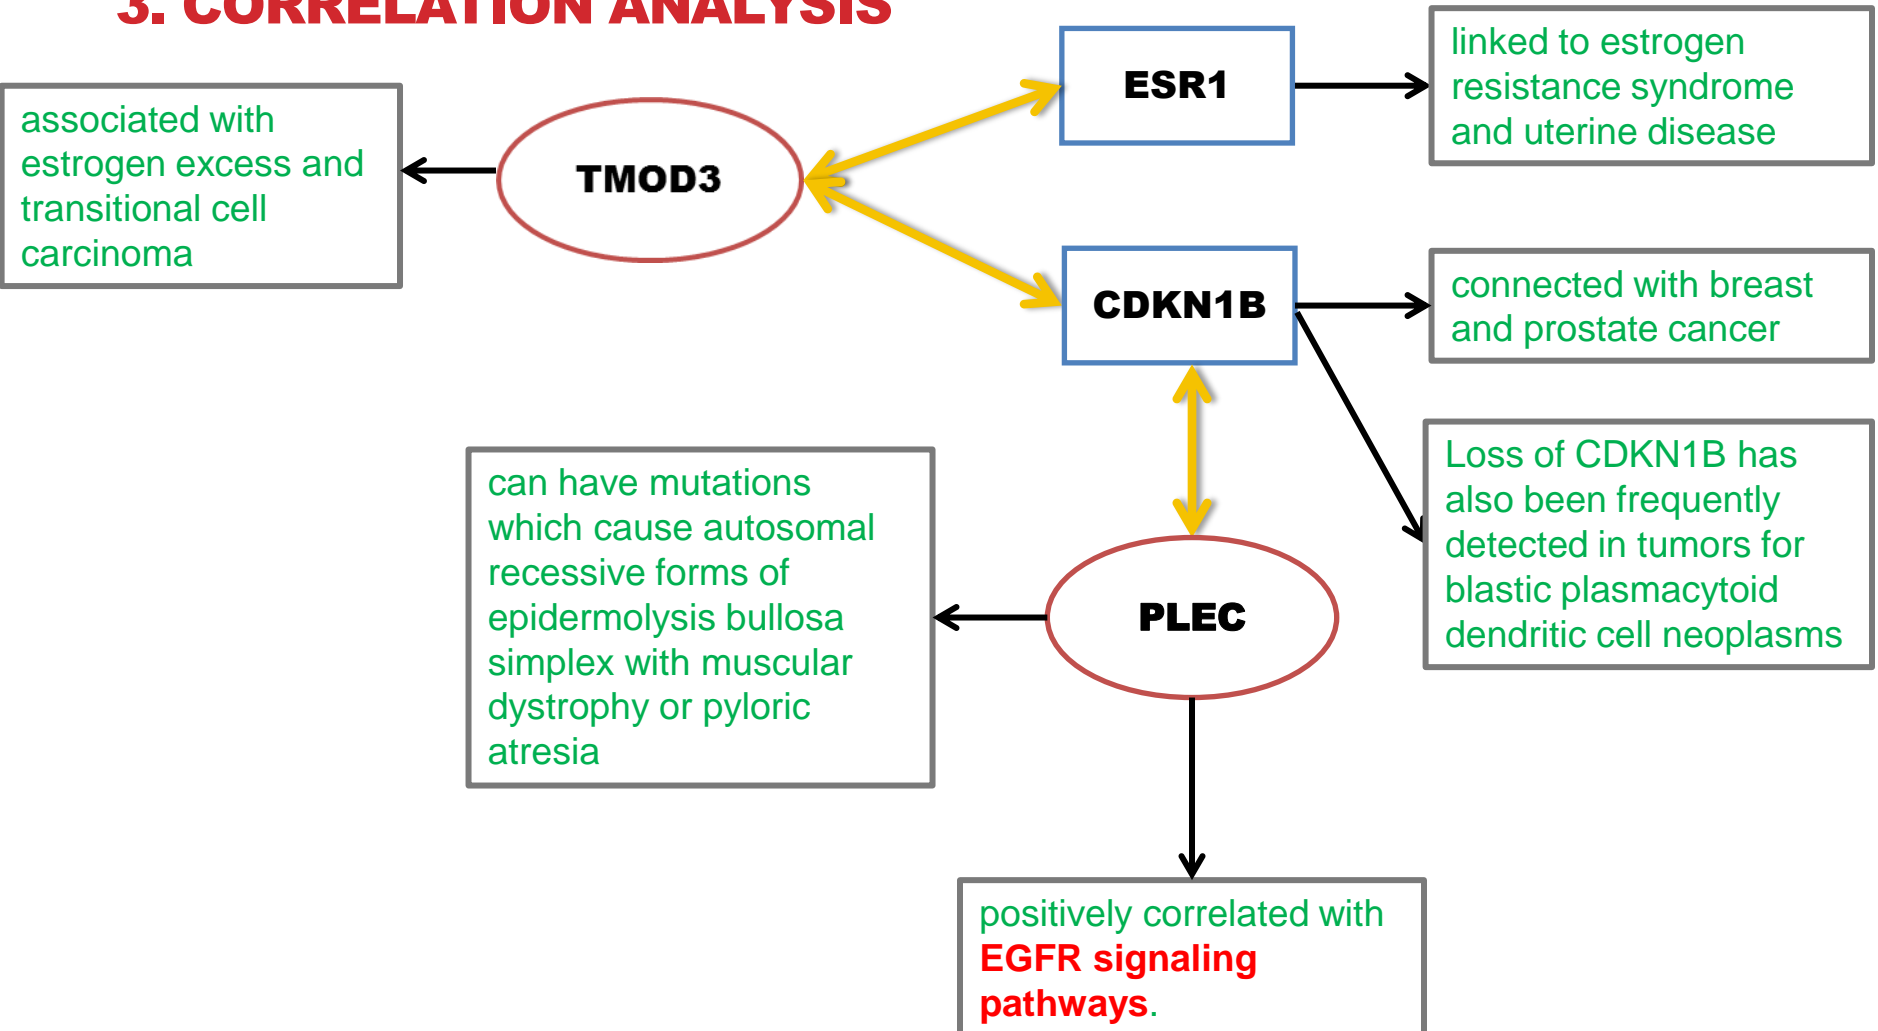 3. CORRELATION ANALYSIS
associated with
estrogen excess and
transitional cell
carcinoma
TMOD3
ESR1
linked to estrogen
resistance syndrome
and uterine disease
CDKN1B
connected with breast
and prostate cancer
Loss of CDKN1B has
also been frequently
detected in tumors for
blastic plasmacytoid
dendritic cell neoplasms
can have mutations
which cause autosomal
recessive forms of
epidermolysis bullosa
simplex with muscular
dystrophy or pyloric
atresia
PLEC
positively correlated with
EGFR signaling
pathways.